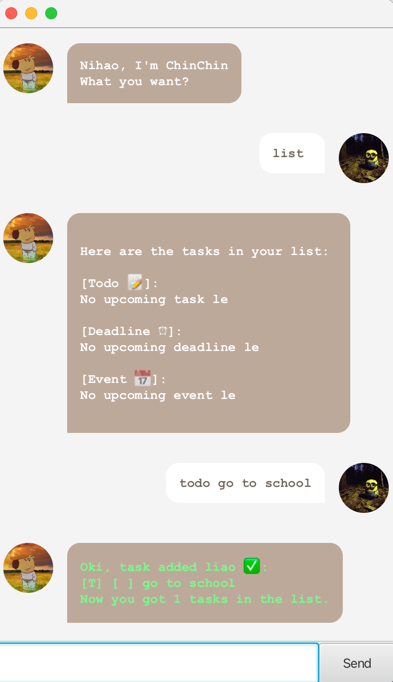 Nihao, I'm ChinChin
What you want?
list
Here are the tasks in your list:
[Todo 📝]:
No upcoming task le
[Deadline ⏰]:
No upcoming deadline le
[Event 📅]:
No upcoming event le
todo go to school
Oki, task added liao ✅:
[T] [ ] go to school
Now you got 1 tasks in the list.
Send